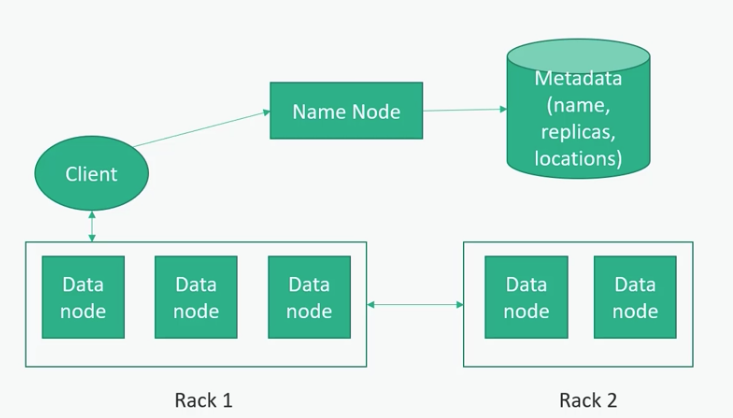 Name Node
Metadata
(name,
replicas,
locations)
Client
Data
node
Data
node
Data
node
Data
node
Data
node
Rack 1
Rack 2